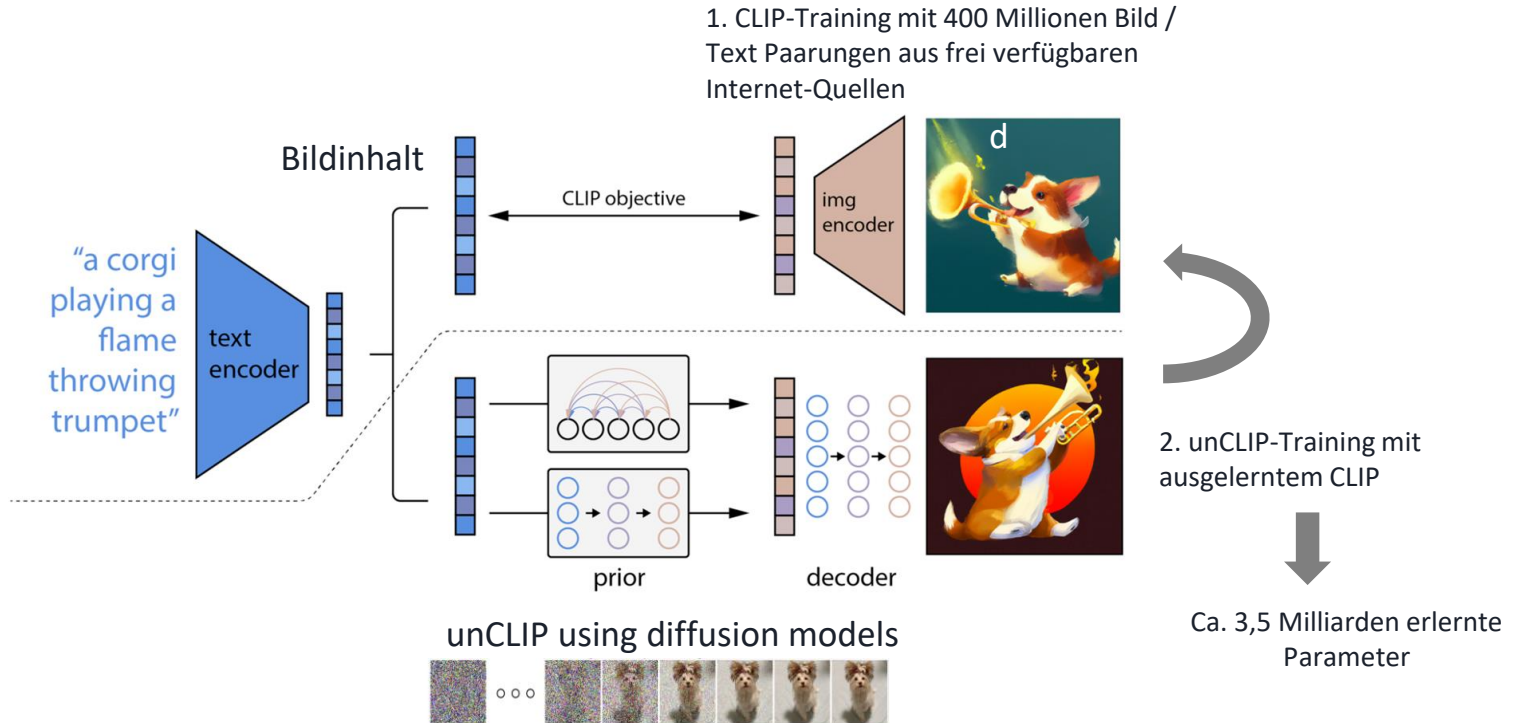 1. CLIP-Training mit 400 Millionen Bild /
Text Paarungen aus frei verfügbaren
Internet-Quellen
Bildinhalt
d
CLIP objective
img
encoder
“a corgi
playing a
flame
throwing
trumpet”
text
encoder
2. unCLIP-Training mit
ausgelerntem CLIP
prior
decoder
Ca. 3,5 Milliarden erlernte
Parameter
unCLIP using diffusion models